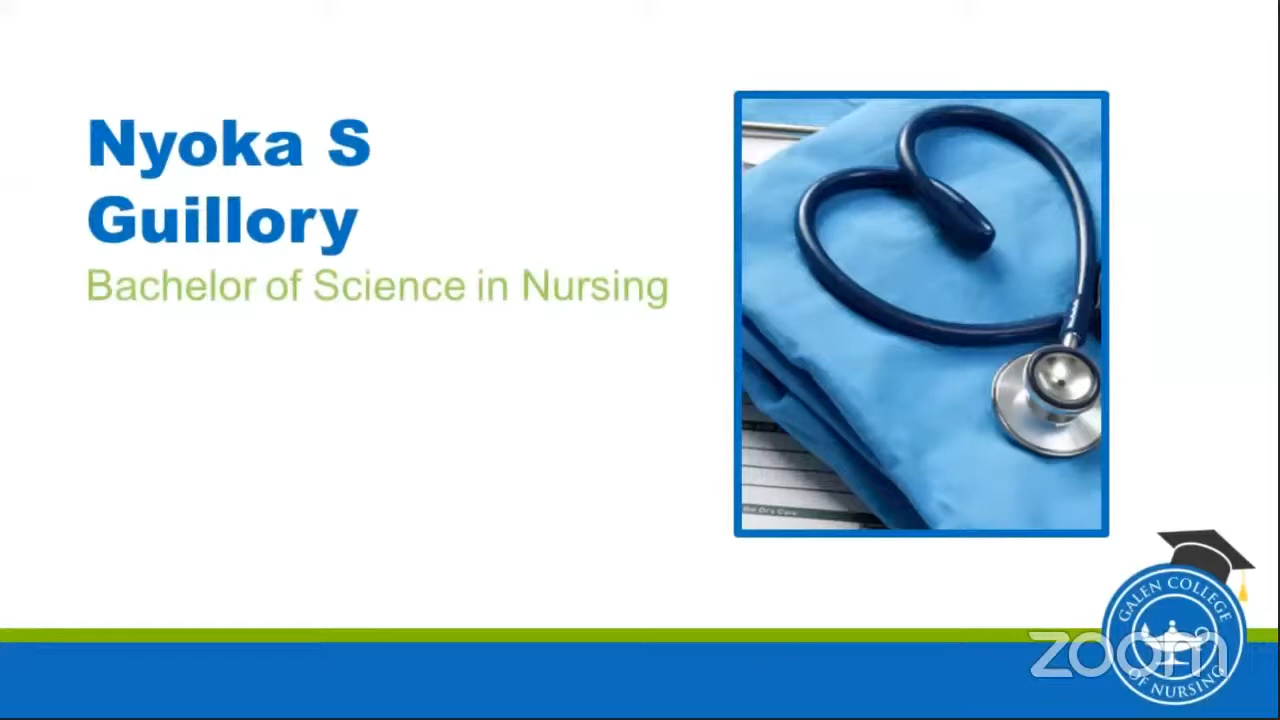 Nyoka S
Guillory
Bachelor of Science in Nursing
GALEN COLLEGE
OF NURSING
zoom